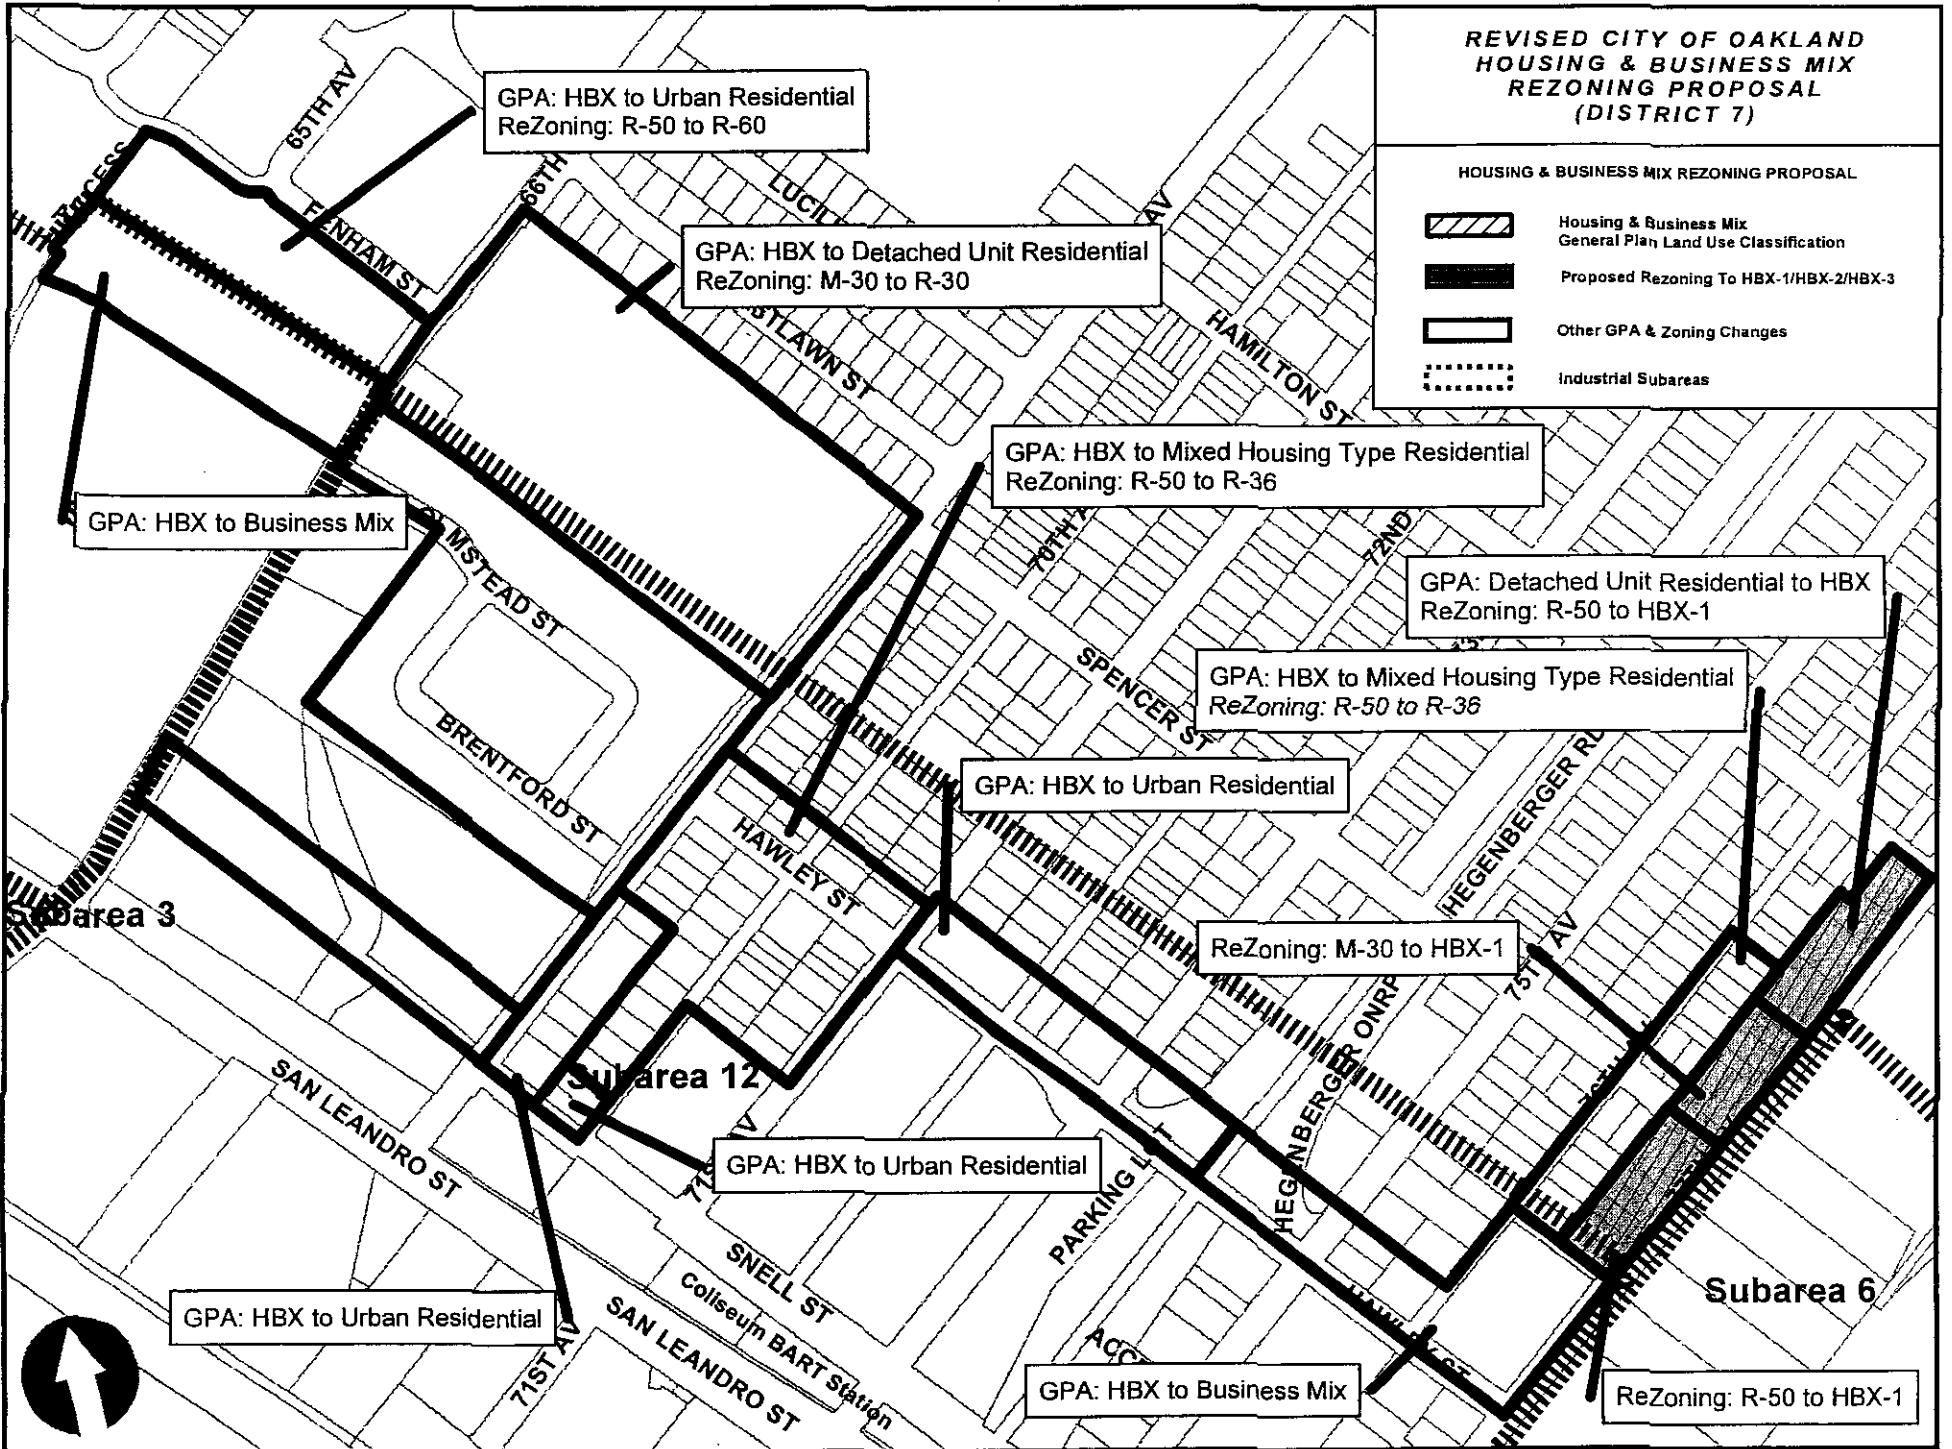 REVISED CITY OF OAKLAND
HOUSING & BUSINESS MIX
REZONING PROPOSAL
(DISTRICT 7)
HOUSING & BUSINESS MIX REZONING PROPOSAL
Housing & Business Mix
General Plan Land Use Classification
Proposed Rezoning To HBX-1/HBX-2/HBX-3
Other GPA & Zoning Changes
Industrial Subareas
65TH AV
GPA: HBX to Urban Residential
ReZoning: R-50 to R-60
66TH
GPA: HBX to Detached Unit Residential
ReZoning: M-30 to R-30
HAMILTON ST
GPA: HBX to Mixed Housing Type Residential
ReZoning: R-50 to R-36
GPA: HBX to Business Mix
70TH
72ND
AV
GPA: Detached Unit Residential to HBX
ReZoning: R-50 to HBX-1
GPA: HBX to Mixed Housing Type Residential
ReZoning: R-50 to R-36
SPENCER ST
BRENTFORD ST
GPA: HBX to Urban Residential
HAWLEY ST
HEGENBERGER RD
Subarea 3
ReZoning: M-30 to HBX-1
75TH AV
HEGENBERGER ONRP
Subarea 12
SAN LEANDRO ST
GPA: HBX to Urban Residential
PARKING
SNELL ST
Coliseum BART Station
Subarea 6
GPA: HBX to Urban Residential
71ST AV
SAN LEANDRO ST
GPA: HBX to Business Mix
ReZoning: R-50 to HBX-1